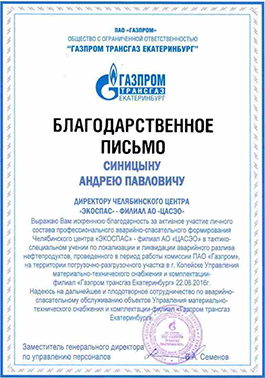 ПАО "ГАЗПРОМ"
ОБЩЕСТВО С ОГРАНИЧЕННОЙ ОТВЕТСТВЕННОСТЬЮ
"ГАЗПРОМ ТРАНСГАЗ ЕКАТЕРИНБУРГ"
ГАЗПРОМ
ТРАНСГАЗ
ЕКАТЕРИНБУРГ
БЛАГОДАРСТВЕННОЕ
ПИСЬМО
СИНИЦЫНУ
АНДРЕЮ ПАВЛОВИЧУ
ДИРЕКТОРУ ЧЕЛЯБИНСКОГО ЦЕНТРА
"ЭКОСПАС" - ФИЛИАЛ АО "ЦАСЭО"
Выражаю Вам искреннюю благодарность за активное участие личного
состава профессионального аварийно-спасательного формирования
Челябинского центра «ЭКОСПАС» - филиал АО «ЦАСЭО» в тактико-
специальном учении по локализации и ликвидации аварийного разлива
нефтепродуктов, проведенного в период работы комиссии ПАО «Газпром»,
на территории погрузочно-разгрузочного участка в г. Копейске Управления
материально-технического снабжения и комплектации-
филиал «Газпром трансгаз Екатеринбург» 22.06.2016г.
Надеюсь на дальнейшее и плодотворное сотрудничество по аварийно-
спасательному обслуживанию объектов Управления материально-
технического снабжения и комплектации-филиал «Газпром трансгаз
Екатеринбург»
Заместитель генерального директора
по управлению персоналов
В.А. Семенов